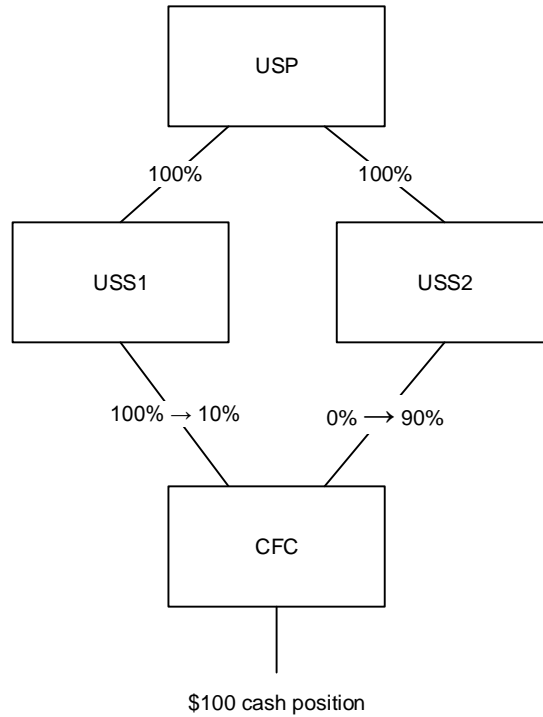 USP
100%
100%
USS1
USS2
100% → 10%
0% → 90%
CFC
$100 cash position